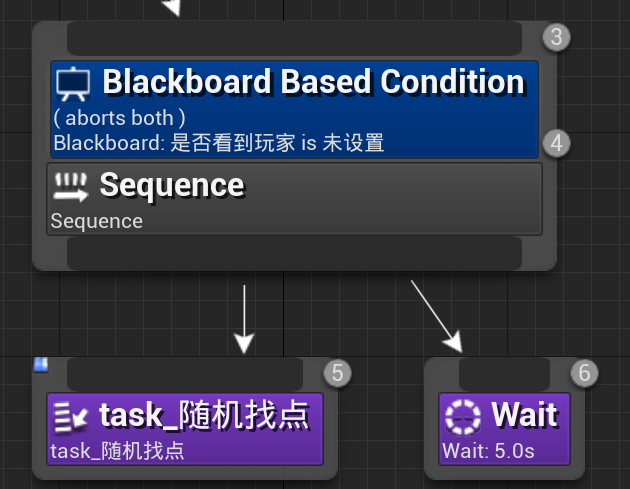 3
Blackboard Based Condition
( aborts both )
Blackboard: 是否看到玩家 is 未设置
4
Sequence
Sequence
5
task_随机找点
task_随机找点
6
Wait
Wait: 5.0s